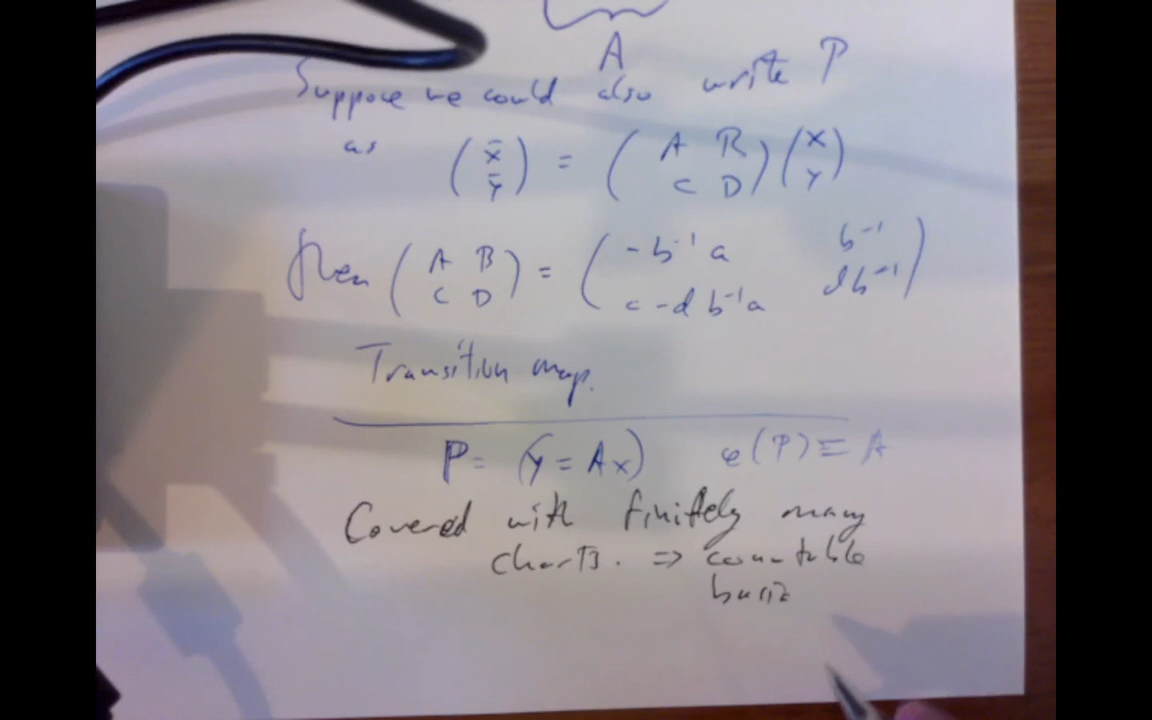 A
Suppose we could also write P
as (x̄ ȳ) = (A B C D)(x y)
then (A B C D) = (-b⁻¹a b⁻¹ c-db⁻¹a db⁻¹)
Transition map.
P = (y = Ax) φ(P) ≡ A
Covered with finitely many
charts. ⇒ countable
basis